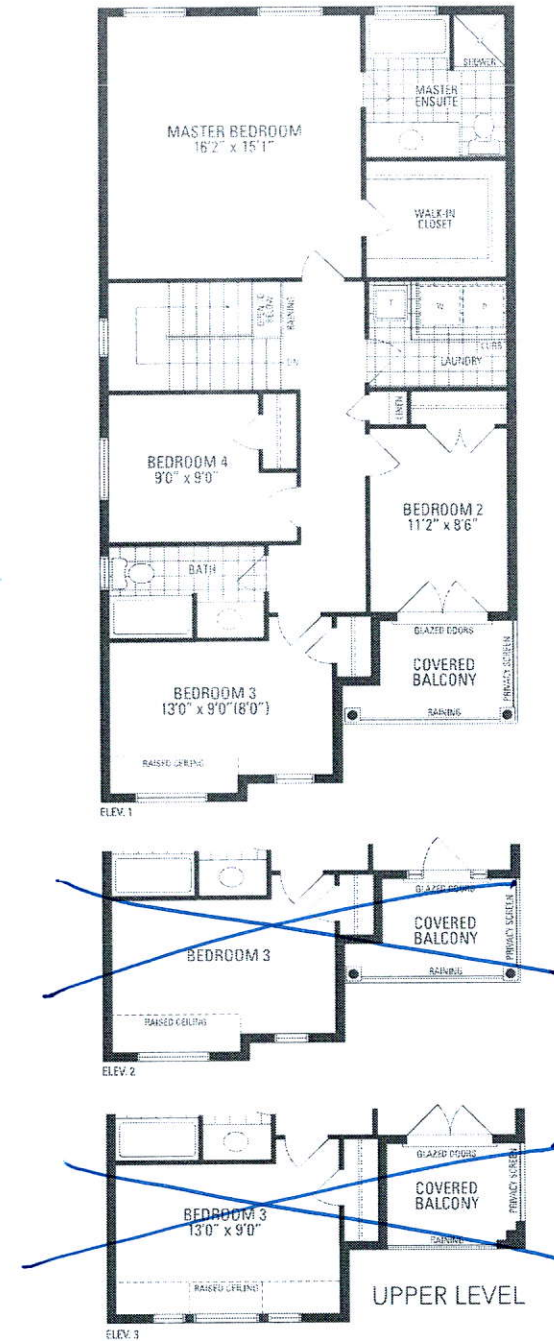 SHOWER
MASTER
ENSUITE
MASTER BEDROOM
16'2" x 15'1"
WALK-IN
CLOSET
OPEN TO
BELOW
RAILING
DN
T
W
LAUNDRY
LINEN
BEDROOM 4
9'0" x 9'0"
BEDROOM 2
11'2" x 8'6"
BATH
GLAZED DOORS
COVERED
BALCONY
PRIVACY SCREEN
RAILING
BEDROOM 3
13'0" x 9'0"(8'0")
RAISED CEILING
ELEV. 1
GLAZED DOORS
COVERED
BALCONY
PRIVACY SCREEN
RAILING
BEDROOM 3
RAISED CEILING
ELEV. 2
GLAZED DOORS
COVERED
BALCONY
PRIVACY SCREEN
RAILING
BEDROOM 3
13'0" x 9'0"
RAISED CEILING
UPPER LEVEL
ELEV. 3